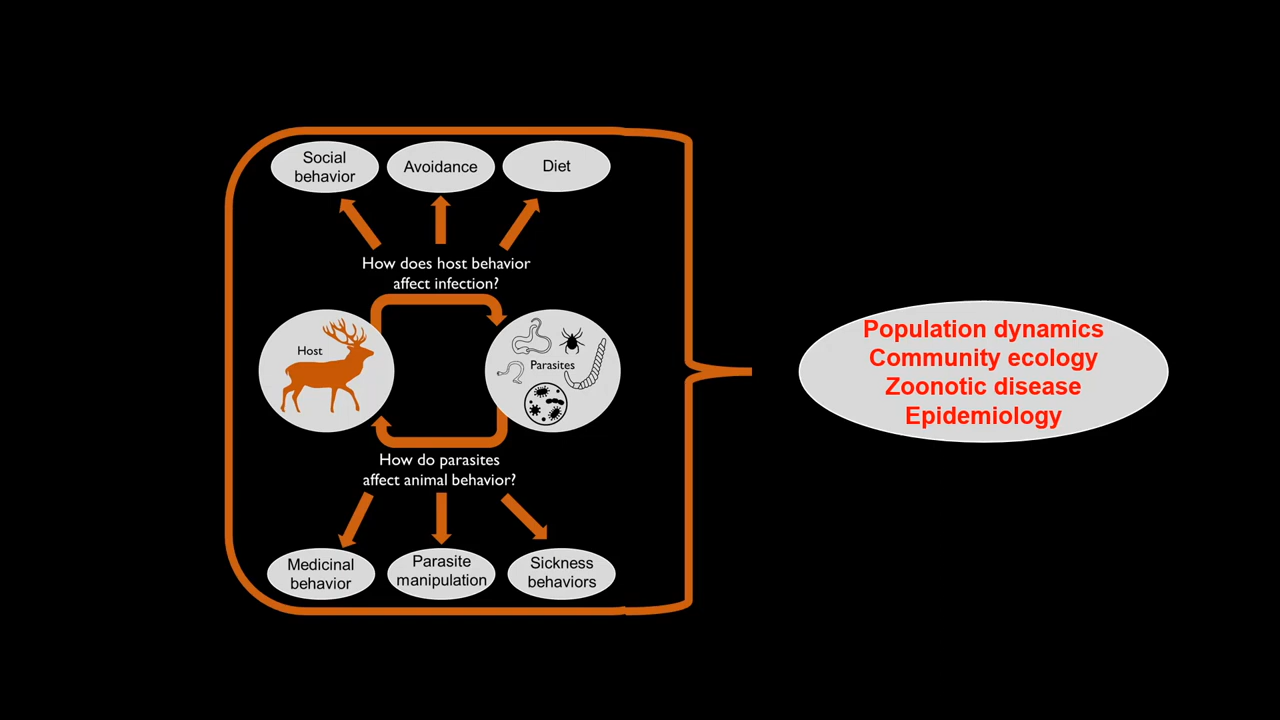 Social
behavior
Avoidance
Diet
How does host behavior
affect infection?
Host
Parasites
How do parasites
affect animal behavior?
Medicinal
behavior
Parasite
manipulation
Sickness
behaviors
Population dynamics
Community ecology
Zoonotic disease
Epidemiology